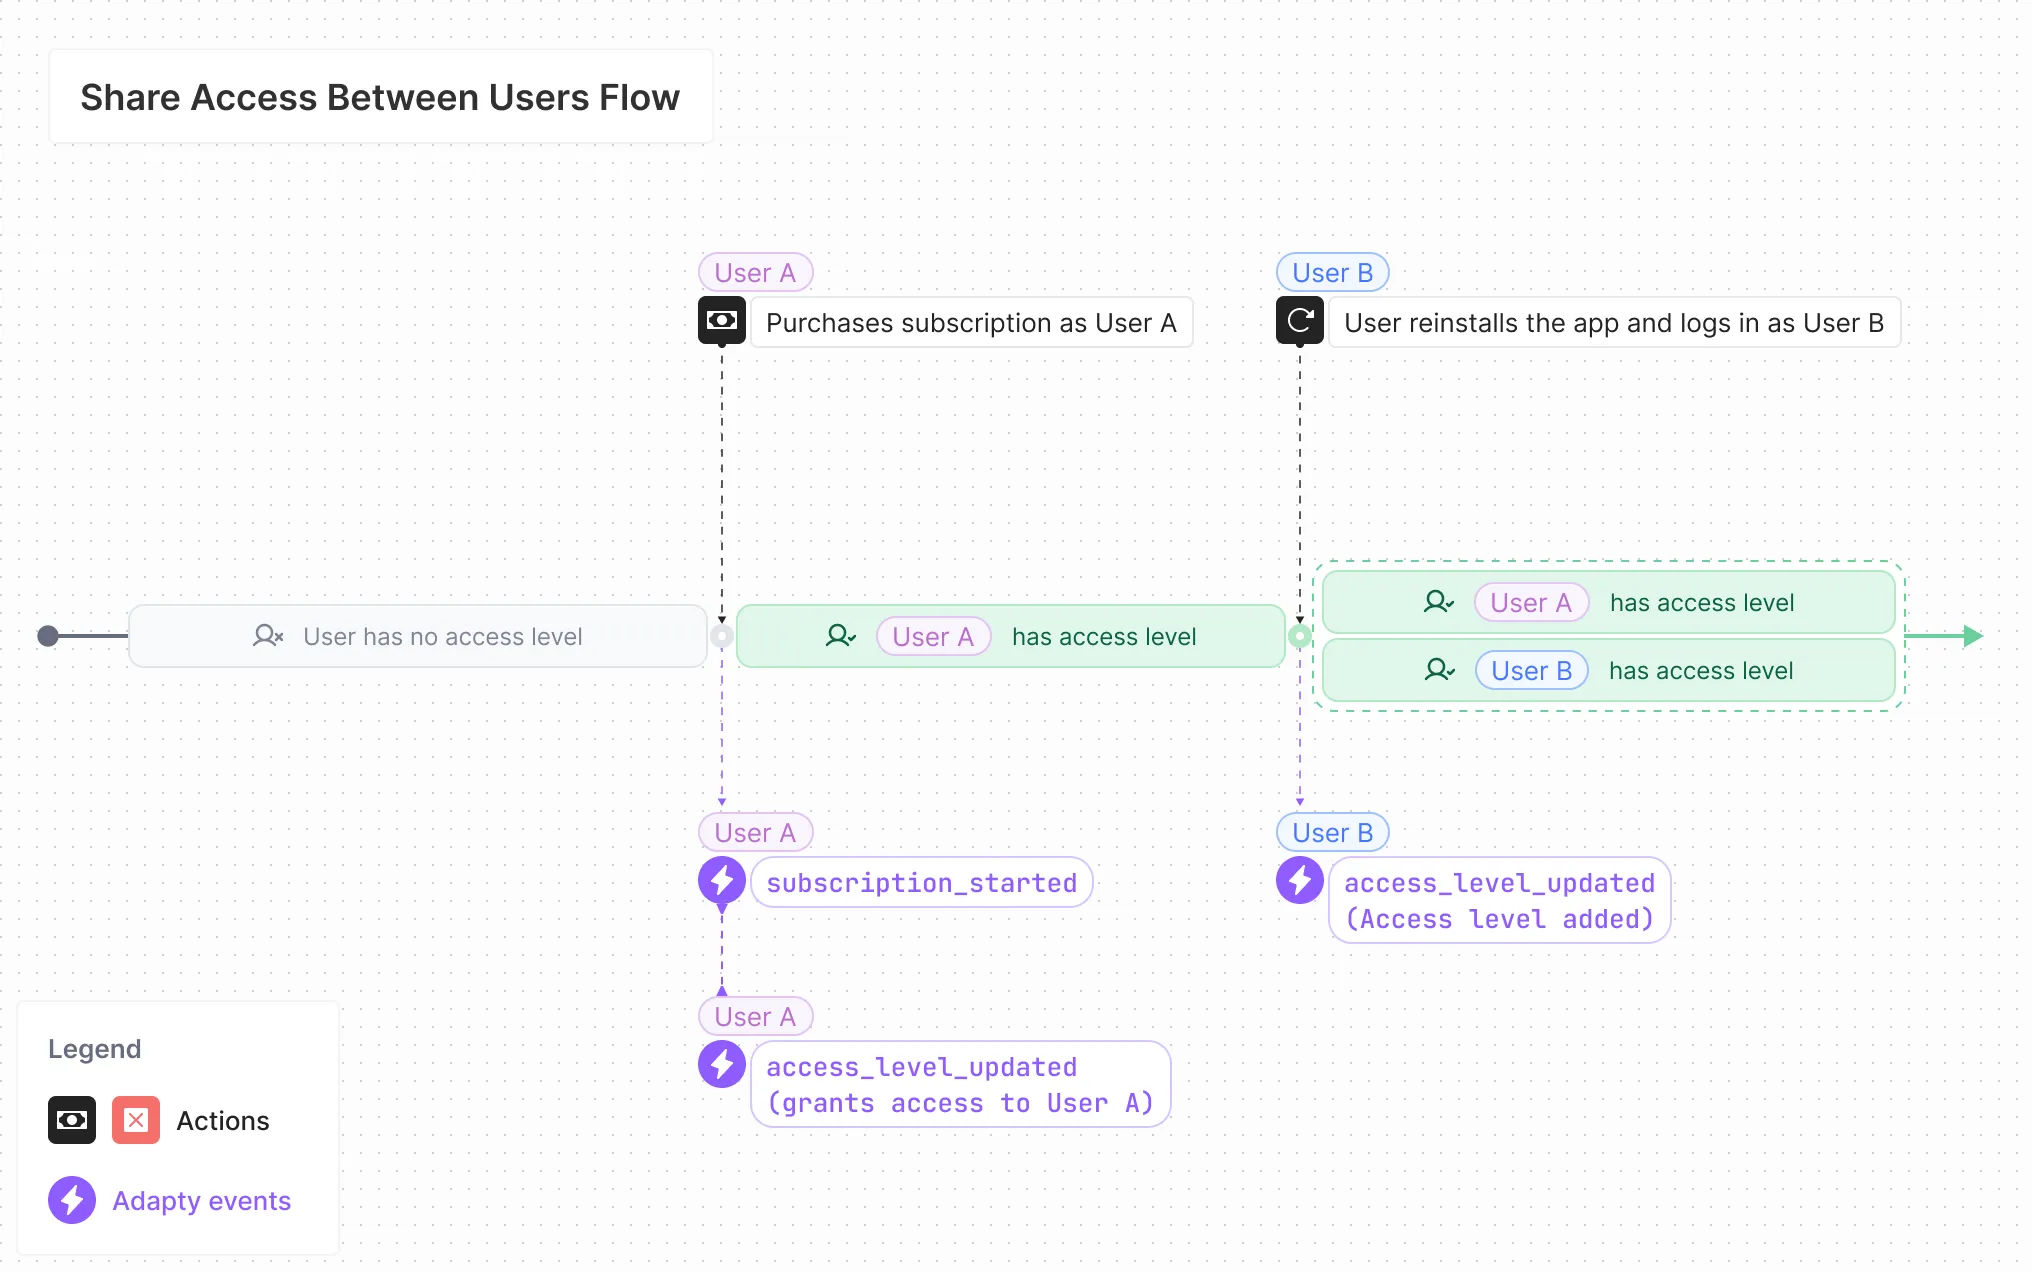 Share Access Between Users Flow
User A
Purchases subscription as User A
User B
User reinstalls the app and logs in as User B
User has no access level
User A has access level
User A has access level
User B has access level
User A
subscription_started
User B
access_level_updated
(Access level added)
User A
access_level_updated
(grants access to User A)
Legend
Actions
Adapty events